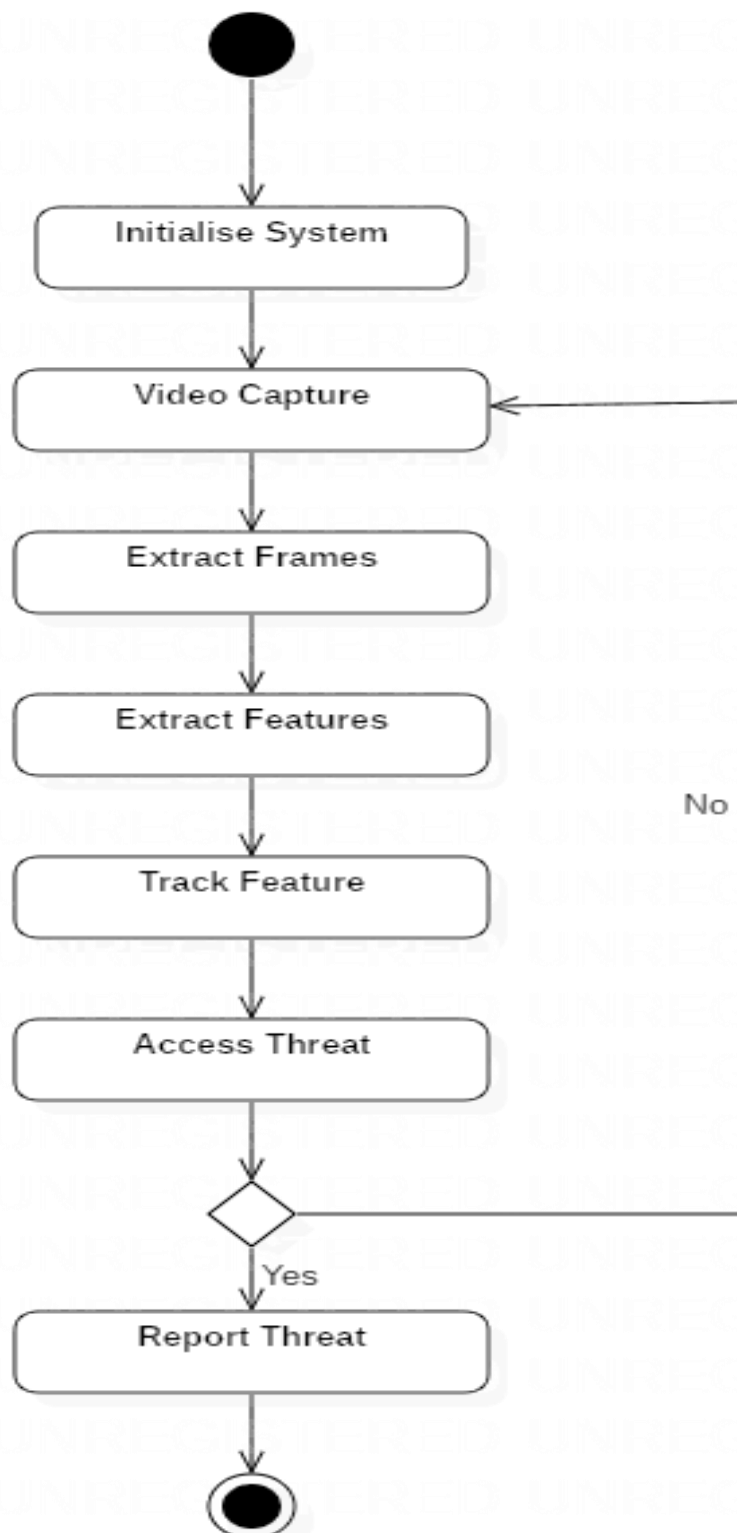 Initialise System
Video Capture
Extract Frames
Extract Features
No
Track Feature
Access Threat
Yes
Report Threat